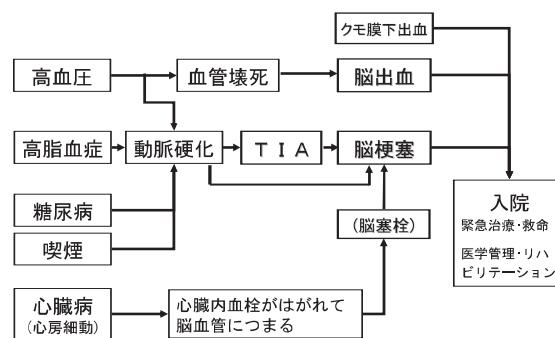 クモ膜下出血
高血圧
血管壊死
脳出血
高脂血症
動脈硬化
TIA
脳梗塞
糖尿病
喫煙
(脳塞栓)
入院
緊急治療・救命
医学管理・リハ
ビリテーション
心臓病
(心房細動)
心臓内血栓がはがれて
脳血管につまる